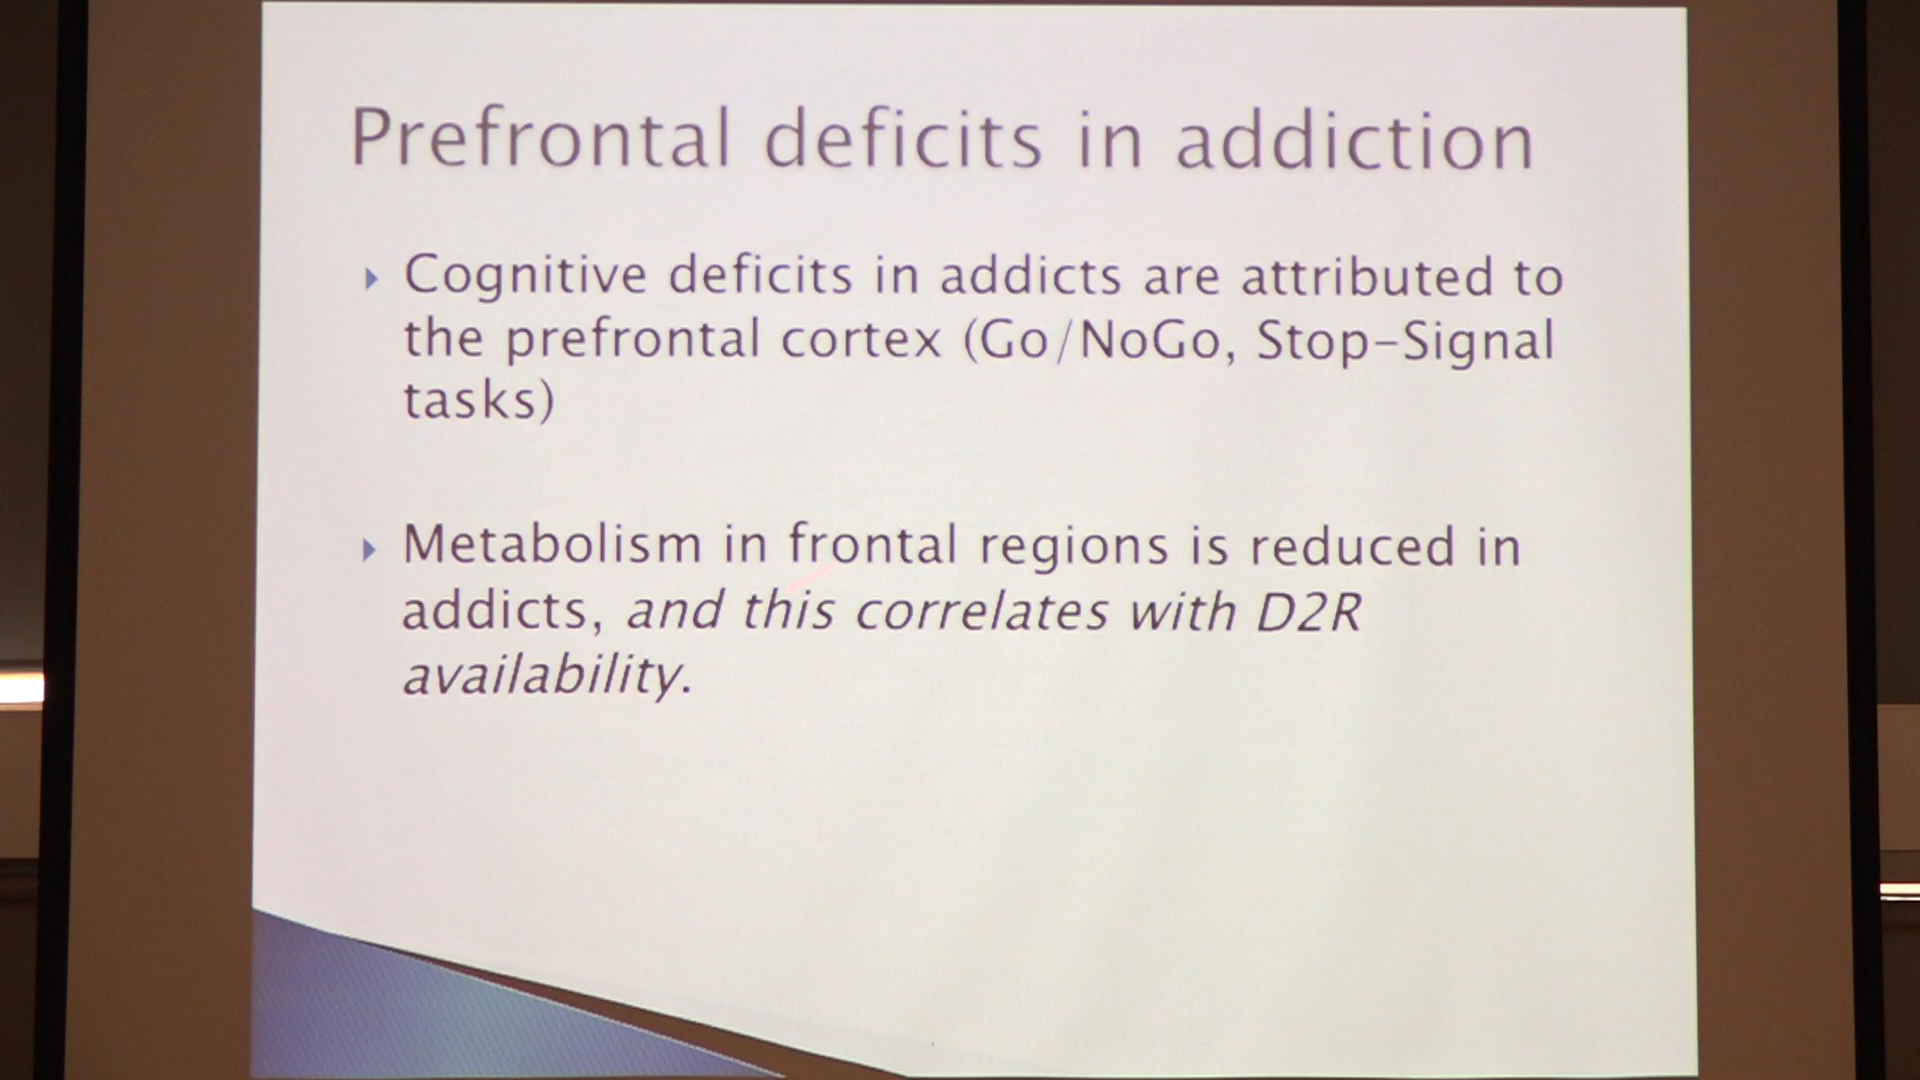 Prefrontal deficits in addiction
Cognitive deficits in addicts are attributed to
the prefrontal cortex (Go/NoGo, Stop-Signal
tasks)
Metabolism in frontal regions is reduced in
addicts, and this correlates with D2R
availability.